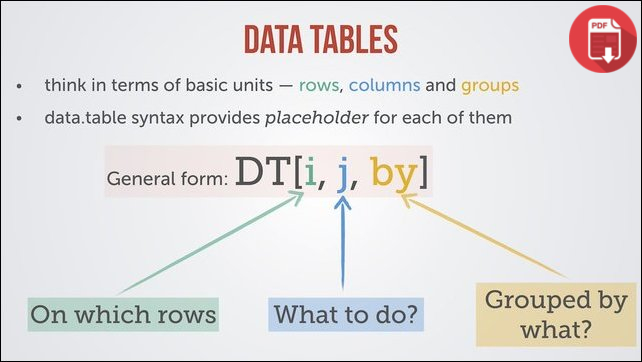 DATA TABLES
PDF
• think in terms of basic units — rows, columns and groups
• data.table syntax provides placeholder for each of them
General form: DT[i, j, by]
On which rows
What to do?
Grouped by
what?